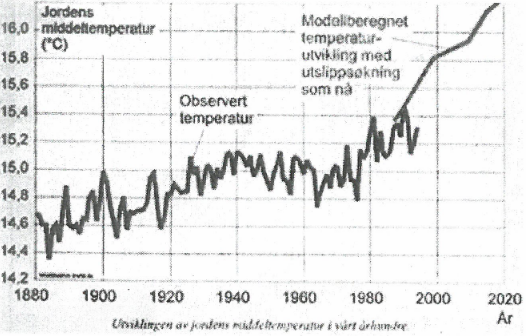 Jordens
middeltemperatur
(°C)
16,0
15,8
15,6
15,4
15,2
15,0
14,8
14,6
14,4
14,2
Modellberegnet
temperatur-
utvikling med
utslippsøkning
som nå
Observert
temperatur
1880 1900 1920 1940 1960 1980 2000 2020
År
Utviklingen av jordens middeltemperatur i vårt århundre.